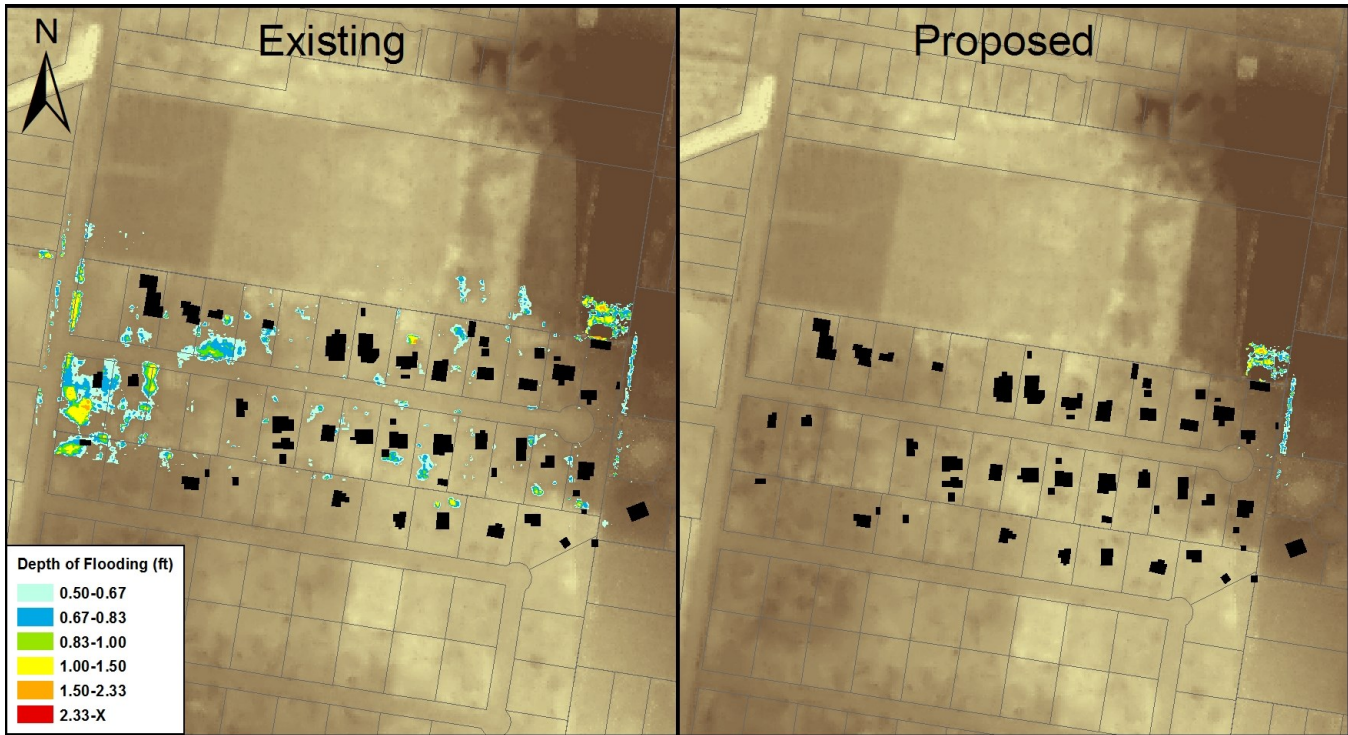 Existing
Proposed
N
Depth of Flooding (ft)
0.50-0.67
0.67-0.83
0.83-1.00
1.00-1.50
1.50-2.33
2.33-X